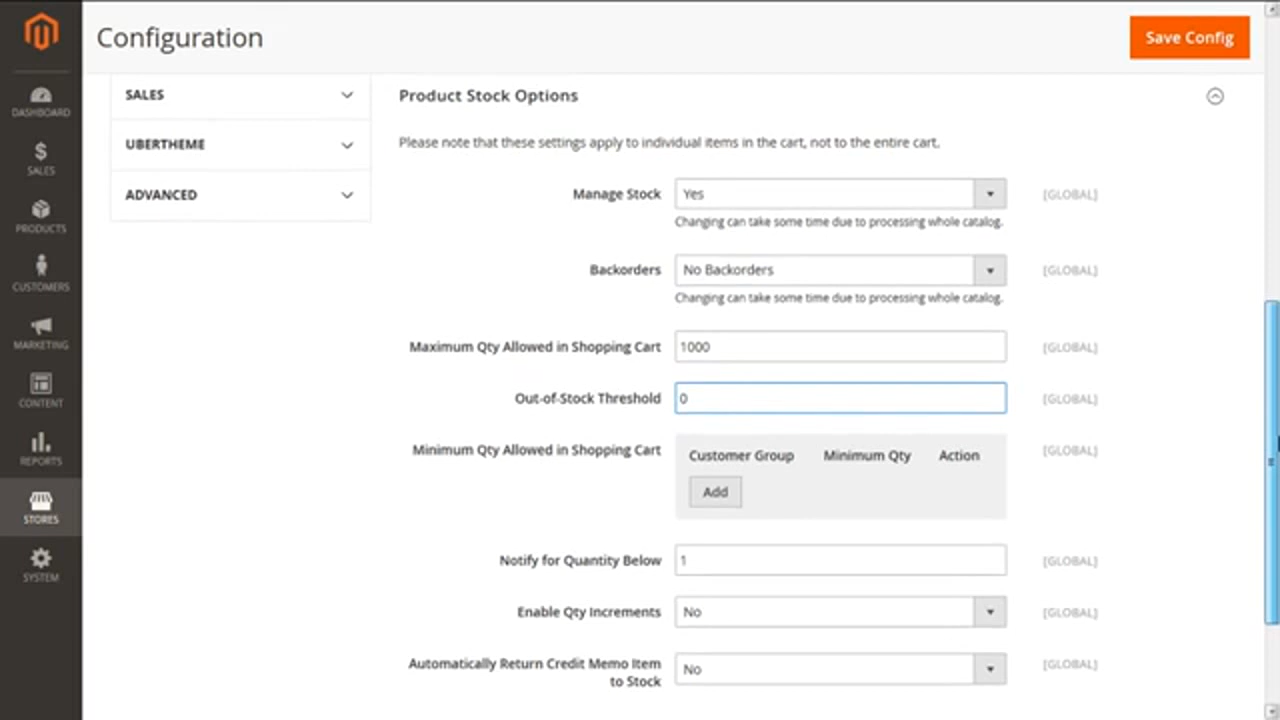 Configuration
Save Config
DASHBOARD
SALES
PRODUCTS
CUSTOMERS
MARKETING
CONTENT
REPORTS
STORES
SYSTEM
SALES
UBERTHEME
ADVANCED
Product Stock Options
Please note that these settings apply to individual items in the cart, not to the entire cart.
Manage Stock Yes [GLOBAL]
Changing can take some time due to processing whole catalog.
Backorders No Backorders [GLOBAL]
Changing can take some time due to processing whole catalog.
Maximum Qty Allowed in Shopping Cart 1000 [GLOBAL]
Out-of-Stock Threshold 0 [GLOBAL]
Minimum Qty Allowed in Shopping Cart [GLOBAL]
Customer Group Minimum Qty Action
Add
Notify for Quantity Below 1 [GLOBAL]
Enable Qty Increments No [GLOBAL]
Automatically Return Credit Memo Item No [GLOBAL]
to Stock